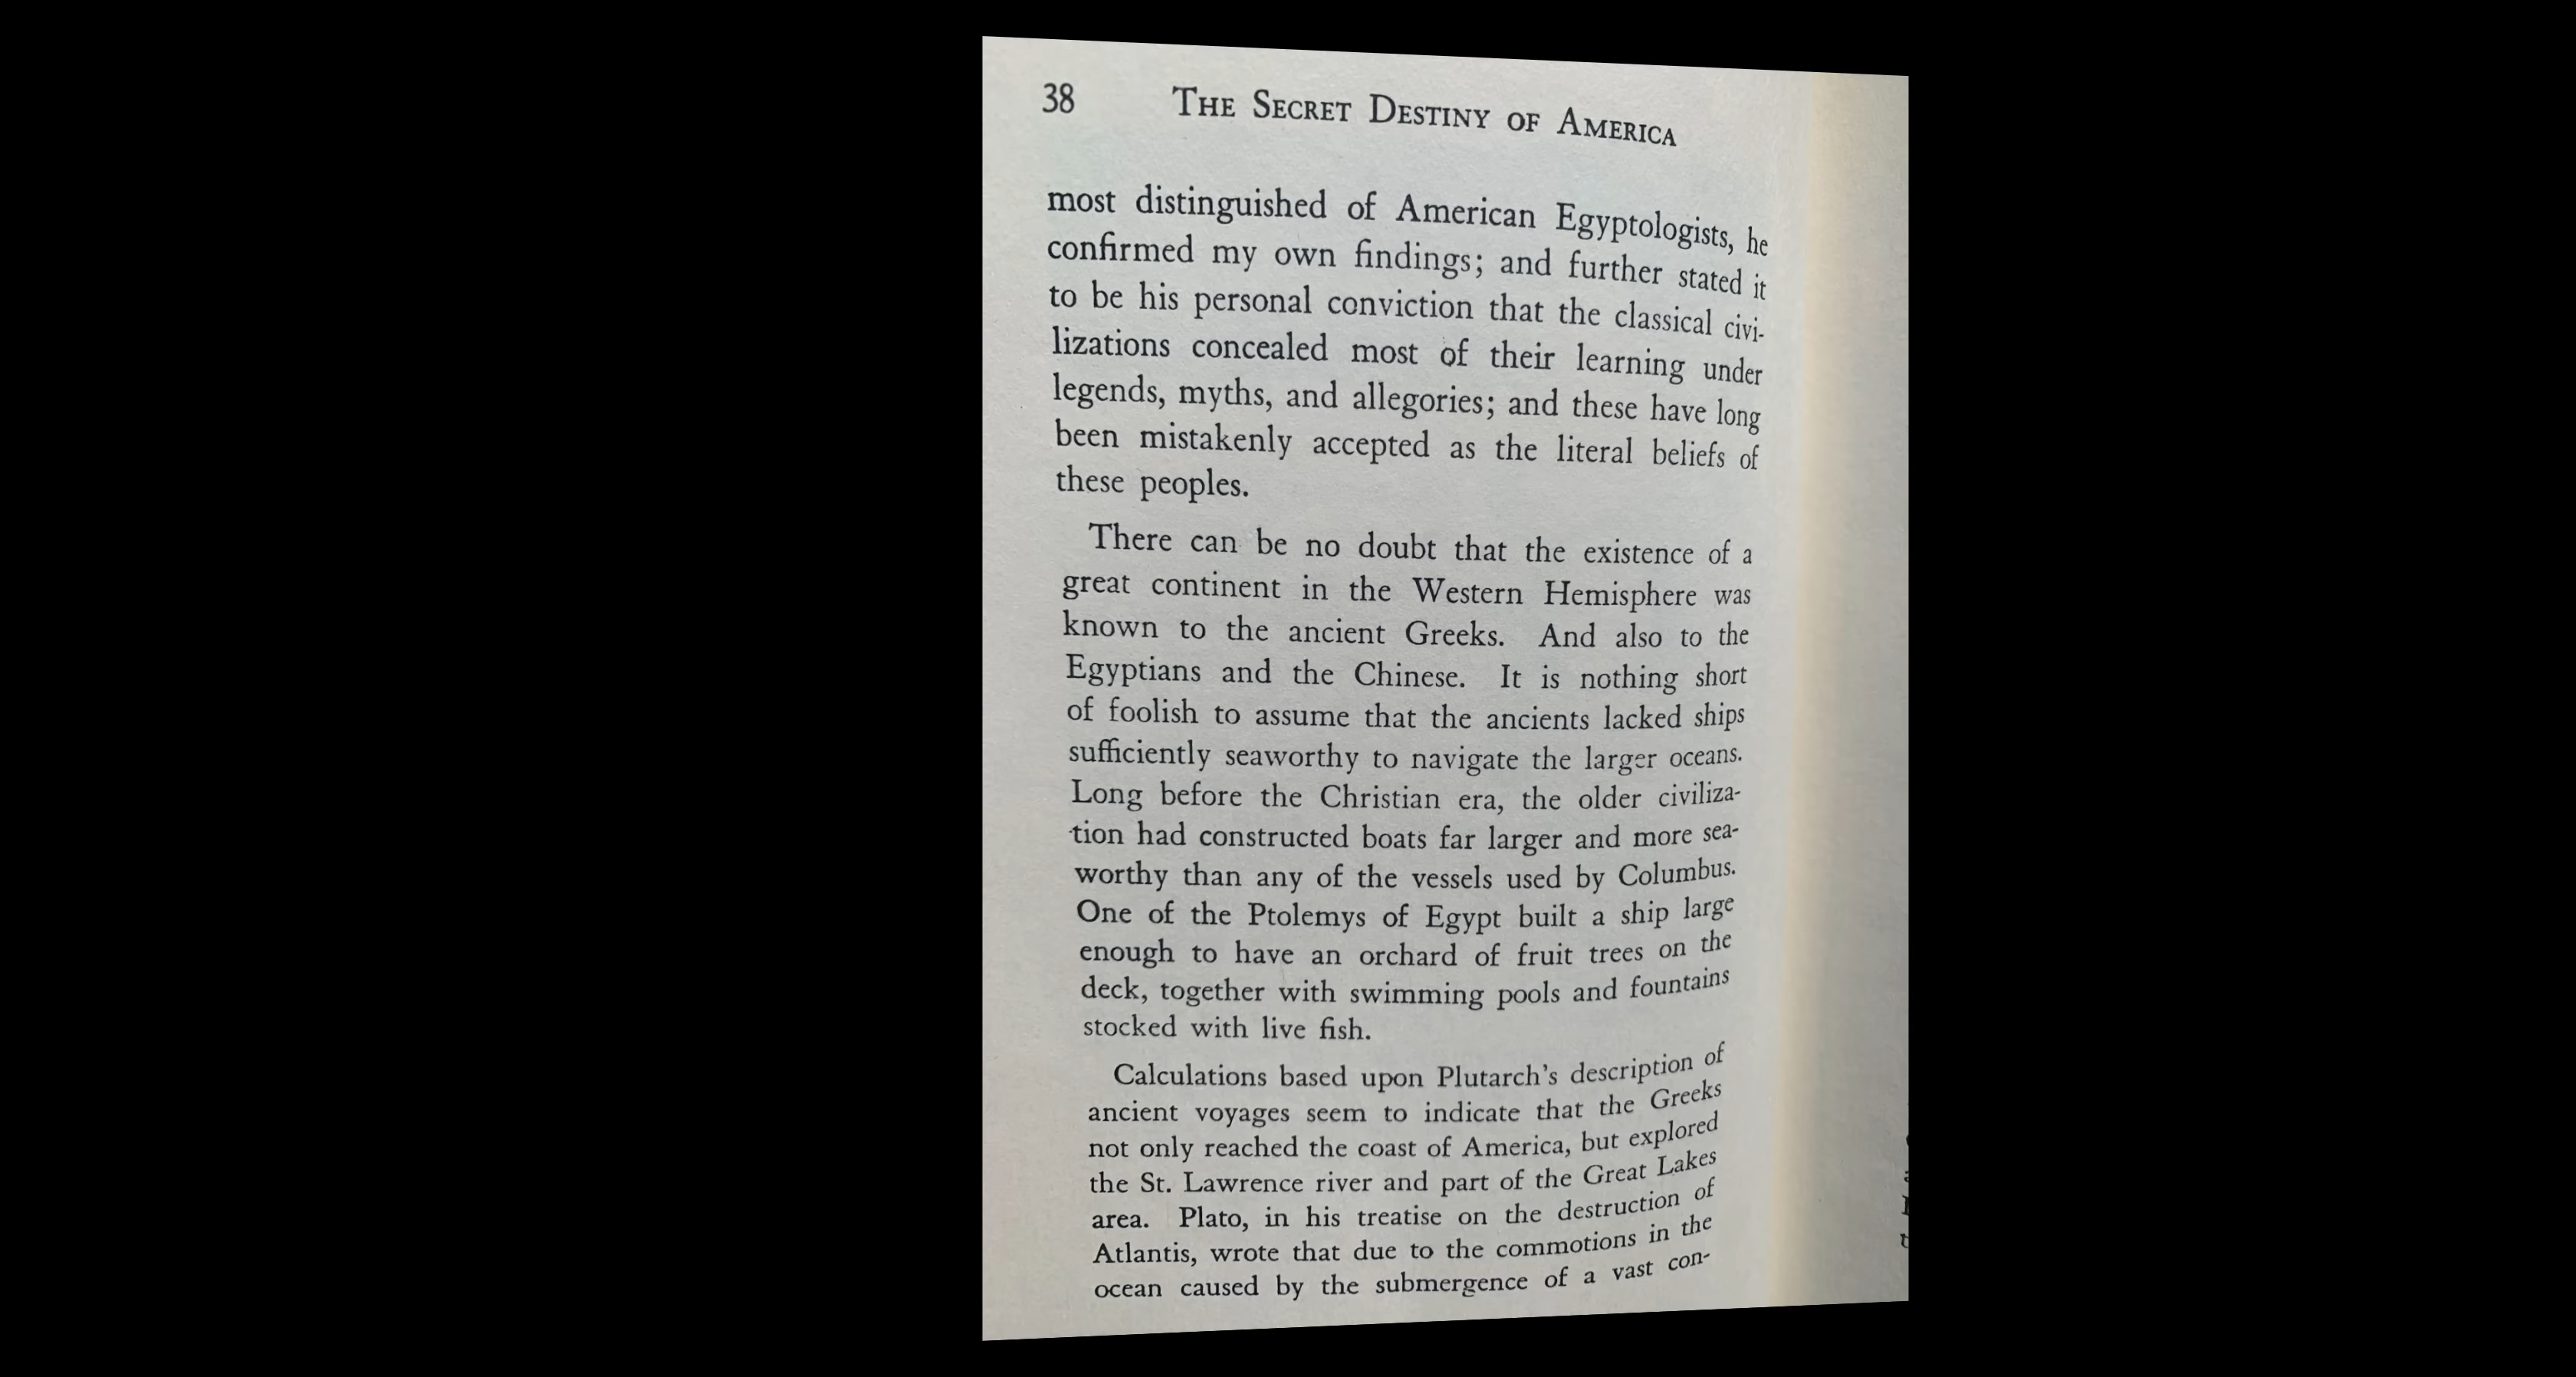 38 THE SECRET DESTINY OF AMERICA
most distinguished of American Egyptologists, he
confirmed my own findings; and further stated it
to be his personal conviction that the classical civi-
lizations concealed most of their learning under
legends, myths, and allegories; and these have long
been mistakenly accepted as the literal beliefs of
these peoples.
There can be no doubt that the existence of a
great continent in the Western Hemisphere was
known to the ancient Greeks. And also to the
Egyptians and the Chinese. It is nothing short
of foolish to assume that the ancients lacked ships
sufficiently seaworthy to navigate the larger oceans.
Long before the Christian era, the older civiliza-
tion had constructed boats far larger and more sea-
worthy than any of the vessels used by Columbus.
One of the Ptolemys of Egypt built a ship large
enough to have an orchard of fruit trees on the
deck, together with swimming pools and fountains
stocked with live fish.
Calculations based upon Plutarch's description of
ancient voyages seem to indicate that the Greeks
not only reached the coast of America, but explored
the St. Lawrence river and part of the Great Lakes
area. Plato, in his treatise on the destruction of
Atlantis, wrote that due to the commotions in the
ocean caused by the submergence of a vast con-